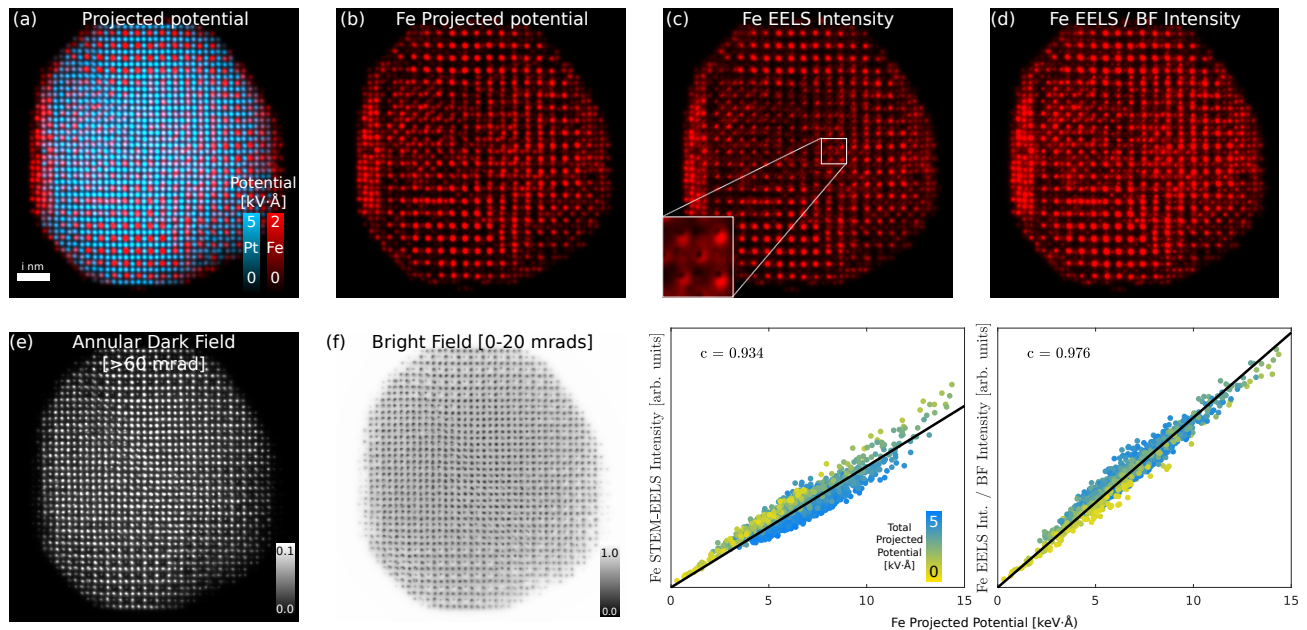 (a) Projected potential
(b) Fe Projected potential
(c) Fe EELS Intensity
(d) Fe EELS / BF Intensity
Potential
[kV·Å]
5 2
Pt Fe
0 0
i nm
(e) Annular Dark Field
[>60 mrad]
0.1
0.0
(f) Bright Field [0-20 mrads]
1.0
0.0
Fe STEM–EELS Intensity [arb. units]
c = 0.934
Total
Projected
Potential
[kV·Å]
5
0
0 5 10 15
Fe EELS Int. / BF Intensity [arb. units]
c = 0.976
0 5 10 15
Fe Projected Potential [keV·Å]